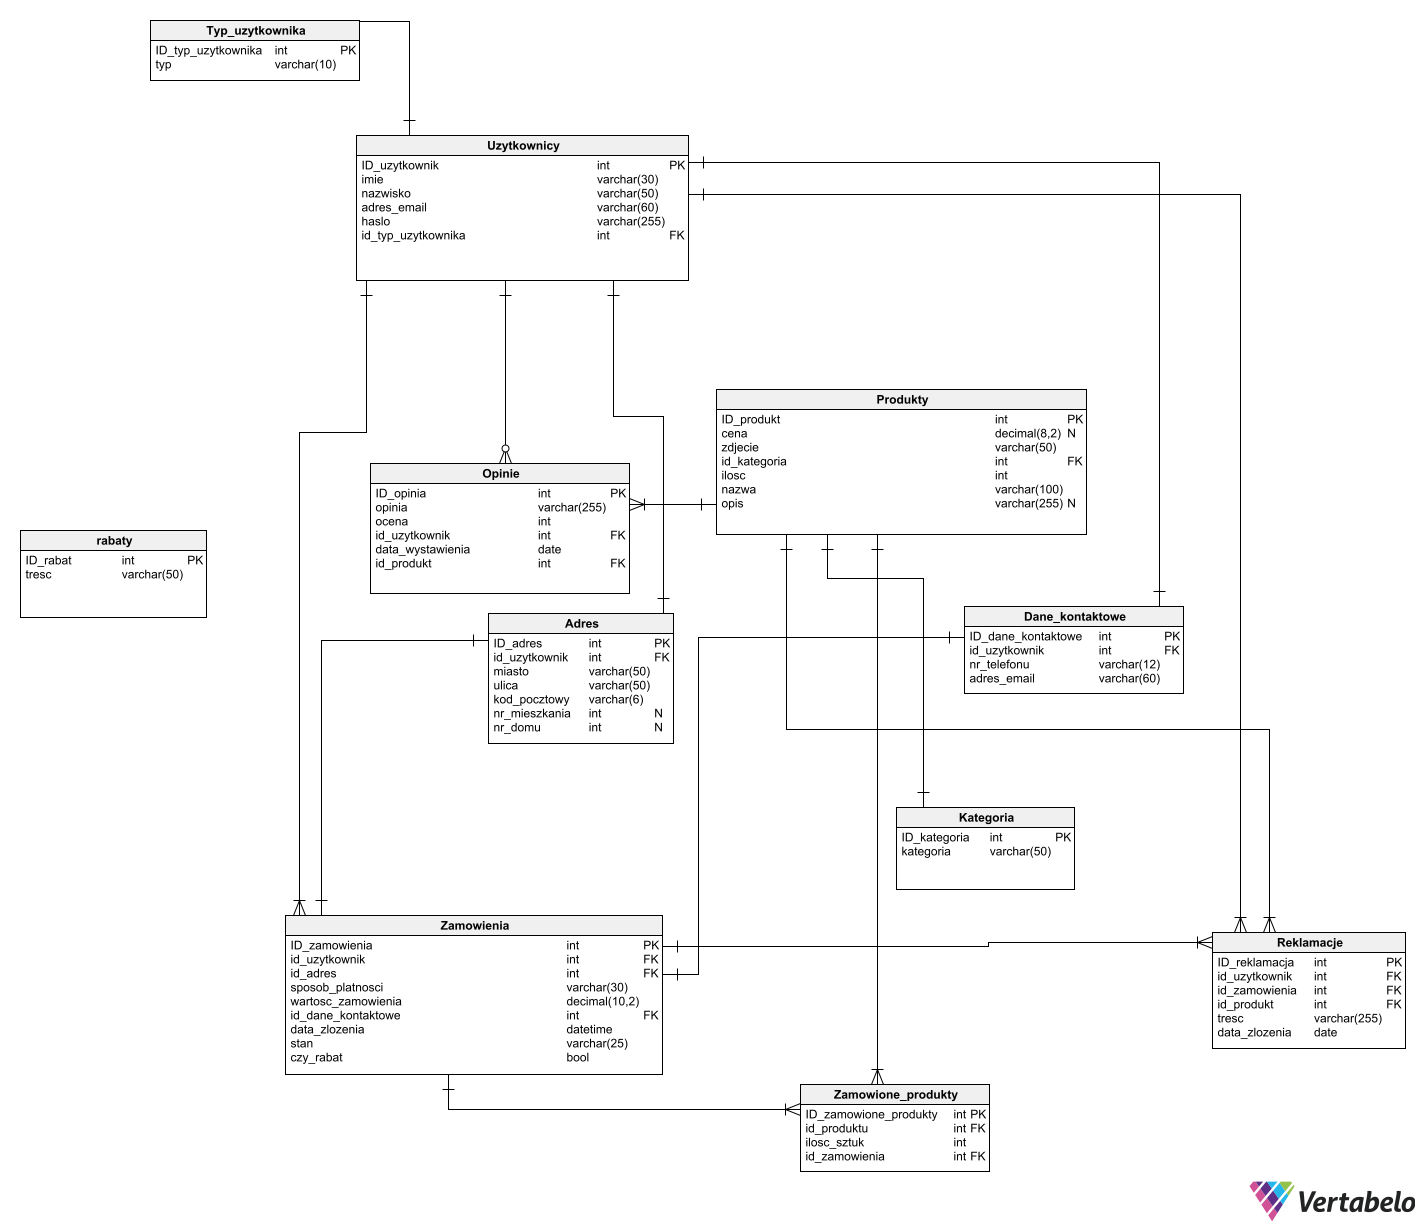 Typ_uzytkownika
ID_typ_uzytkownika int PK
typ varchar(10)
Uzytkownicy
ID_uzytkownik int PK
imie varchar(30)
nazwisko varchar(50)
adres_email varchar(60)
haslo varchar(255)
id_typ_uzytkownika int FK
Produkty
ID_produkt int PK
cena decimal(8,2) N
zdjecie varchar(50)
id_kategoria int FK
ilosc int
nazwa varchar(100)
opis varchar(255) N
Opinie
ID_opinia int PK
opinia varchar(255)
ocena int
id_uzytkownik int FK
data_wystawienia date
id_produkt int FK
rabaty
ID_rabat int PK
tresc varchar(50)
Adres
ID_adres int PK
id_uzytkownik int FK
miasto varchar(50)
ulica varchar(50)
kod_pocztowy varchar(6)
nr_mieszkania int N
nr_domu int N
Dane_kontaktowe
ID_dane_kontaktowe int PK
id_uzytkownik int FK
nr_telefonu varchar(12)
adres_email varchar(60)
Kategoria
ID_kategoria int PK
kategoria varchar(50)
Zamowienia
ID_zamowienia int PK
id_uzytkownik int FK
id_adres int FK
sposob_platnosci varchar(30)
wartosc_zamowienia decimal(10,2)
id_dane_kontaktowe int FK
data_zlozenia datetime
stan varchar(25)
czy_rabat bool
Reklamacje
ID_reklamacja int PK
id_uzytkownik int FK
id_zamowienia int FK
id_produkt int FK
tresc varchar(255)
data_zlozenia date
Zamowione_produkty
ID_zamowione_produkty int PK
id_produktu int FK
ilosc_sztuk int
id_zamowienia int FK
Vertabelo